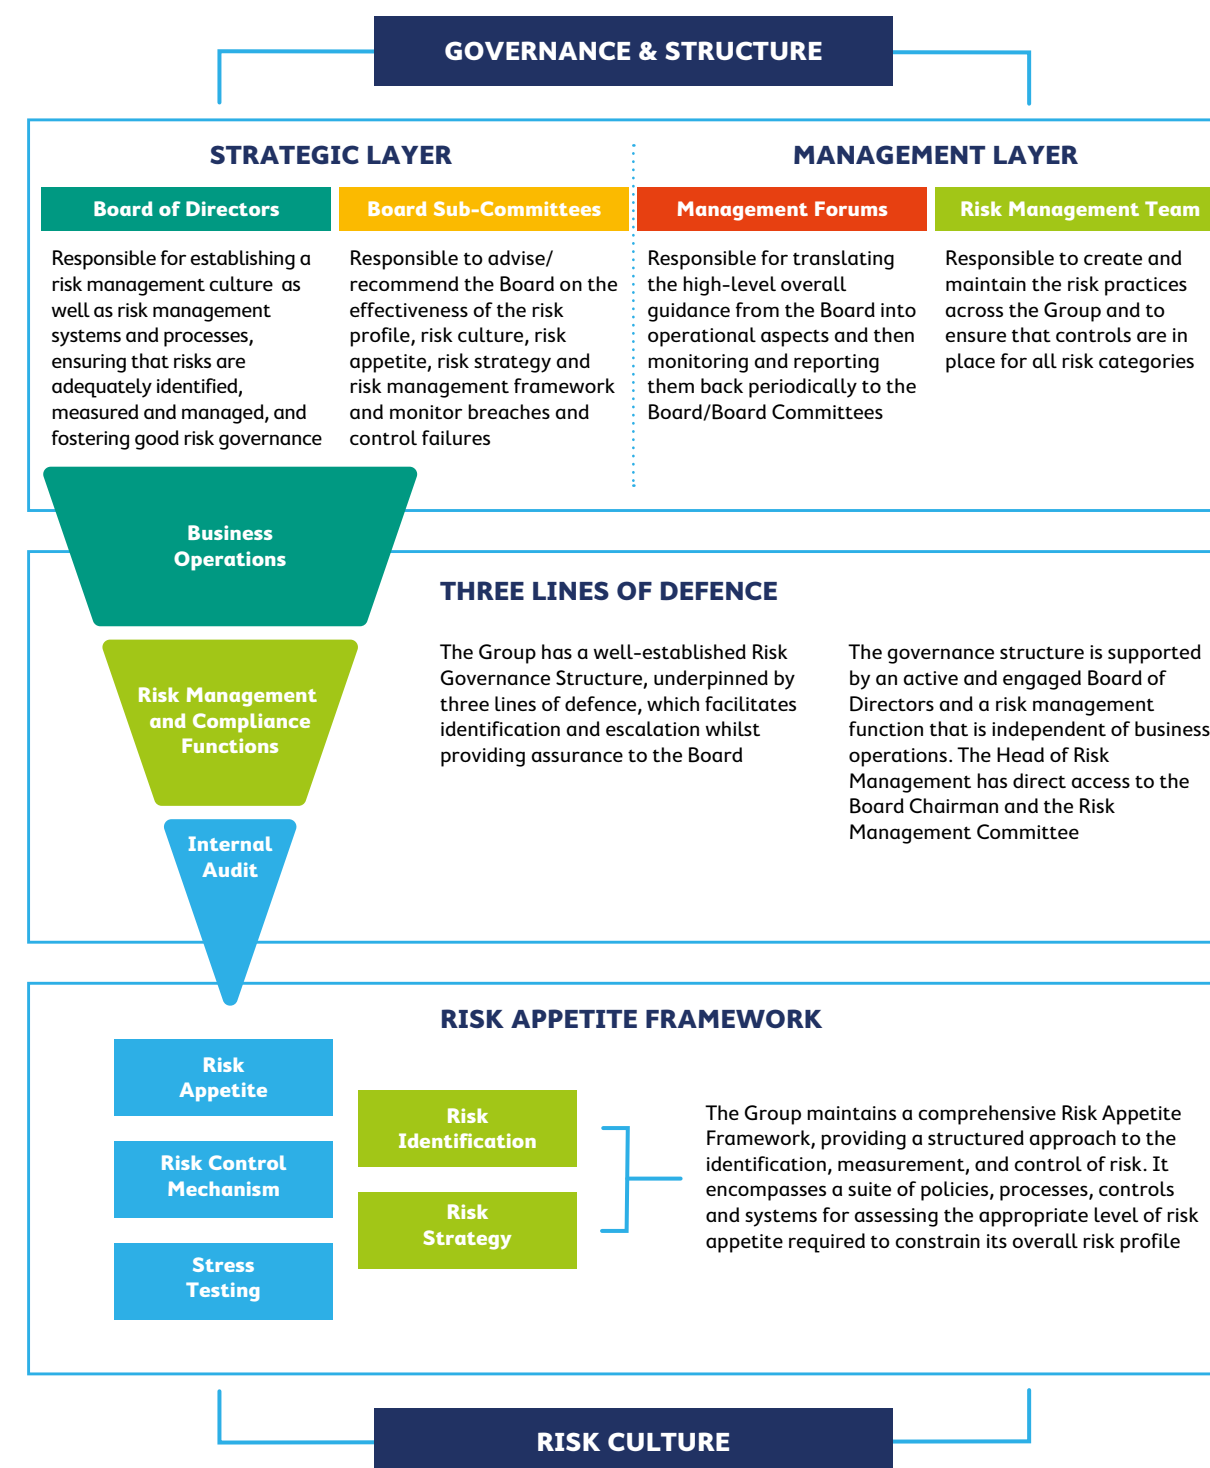 GOVERNANCE & STRUCTURE
STRATEGIC LAYER
Board of Directors
Responsible for establishing a
risk management culture as
well as risk management
systems and processes,
ensuring that risks are
adequately identified,
measured and managed, and
fostering good risk governance
Board Sub-Committees
Responsible to advise/
recommend the Board on the
effectiveness of the risk
profile, risk culture, risk
appetite, risk strategy and
risk management framework
and monitor breaches and
control failures
MANAGEMENT LAYER
Management Forums
Responsible for translating
the high-level overall
guidance from the Board into
operational aspects and then
monitoring and reporting
them back periodically to the
Board/Board Committees
Risk Management Team
Responsible to create and
maintain the risk practices
across the Group and to
ensure that controls are in
place for all risk categories
Business
Operations
Risk Management
and Compliance
Functions
Internal
Audit
THREE LINES OF DEFENCE
The Group has a well-established Risk
Governance Structure, underpinned by
three lines of defence, which facilitates
identification and escalation whilst
providing assurance to the Board
The governance structure is supported
by an active and engaged Board of
Directors and a risk management
function that is independent of business
operations. The Head of Risk
Management has direct access to the
Board Chairman and the Risk
Management Committee
RISK APPETITE FRAMEWORK
Risk
Appetite
Risk Control
Mechanism
Stress
Testing
Risk
Identification
Risk
Strategy
The Group maintains a comprehensive Risk Appetite
Framework, providing a structured approach to the
identification, measurement, and control of risk. It
encompasses a suite of policies, processes, controls
and systems for assessing the appropriate level of risk
appetite required to constrain its overall risk profile
RISK CULTURE